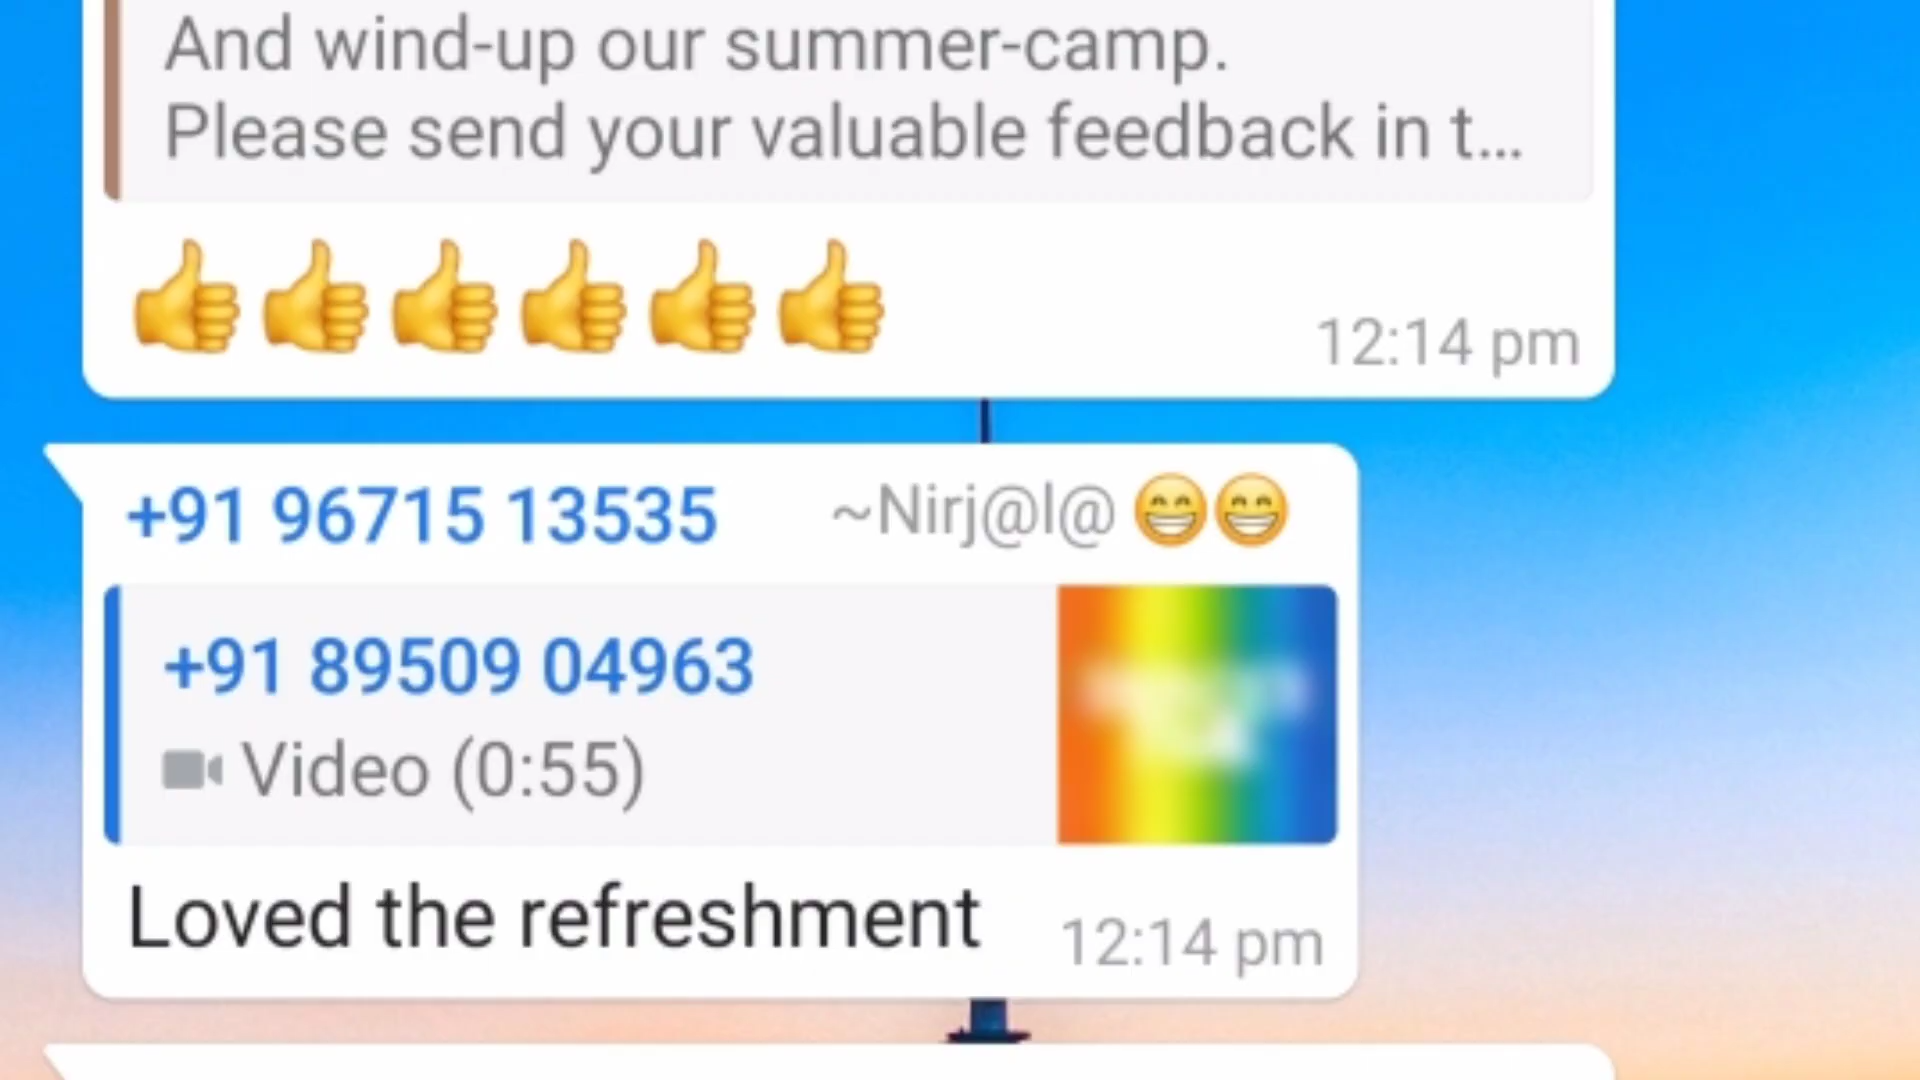 And wind-up our summer-camp.
Please send your valuable feedback in t...
👍👍👍👍👍👍
12:14 pm
+91 96715 13535 ~Nirj@l@ 😁😁
+91 89509 04963
Video (0:55)
Loved the refreshment
12:14 pm